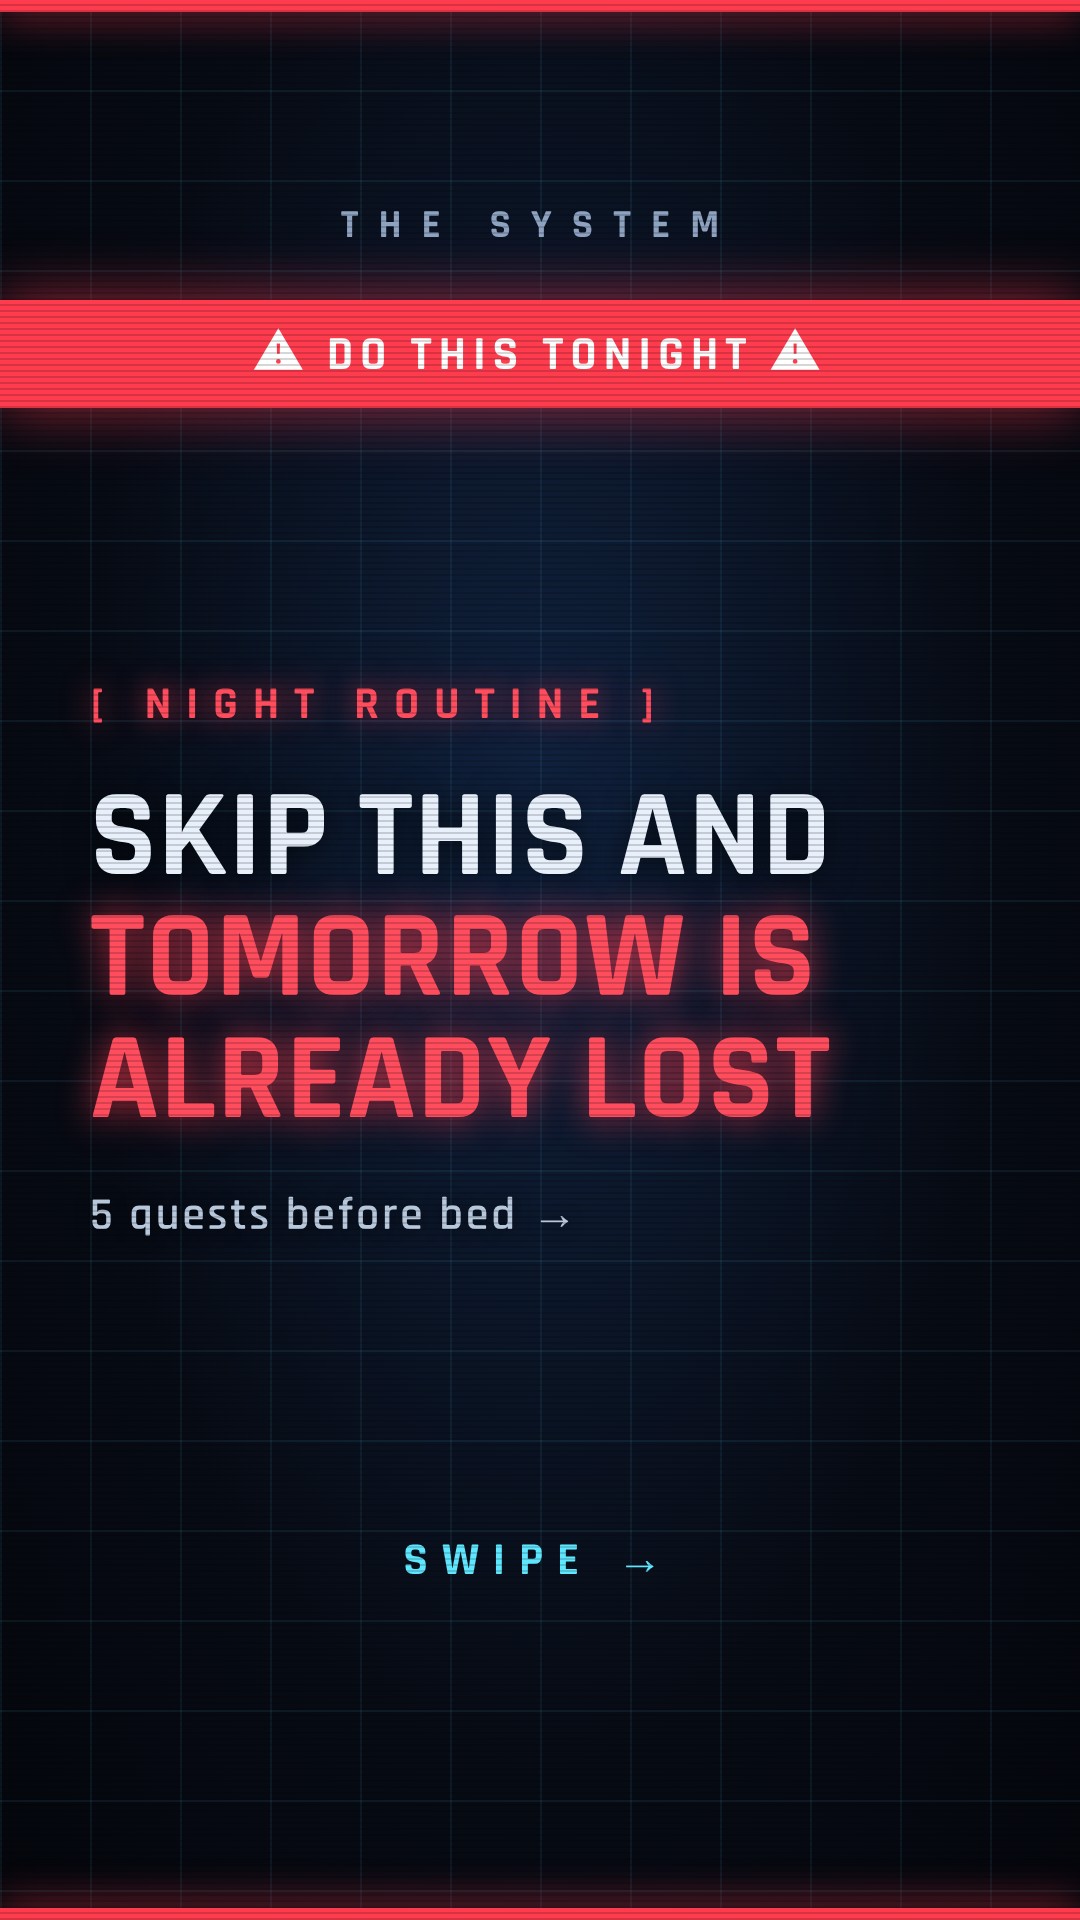 THE SYSTEM
⚠ DO THIS TONIGHT ⚠
[ NIGHT ROUTINE ]
SKIP THIS AND
TOMORROW IS
ALREADY LOST
5 quests before bed →
SWIPE →